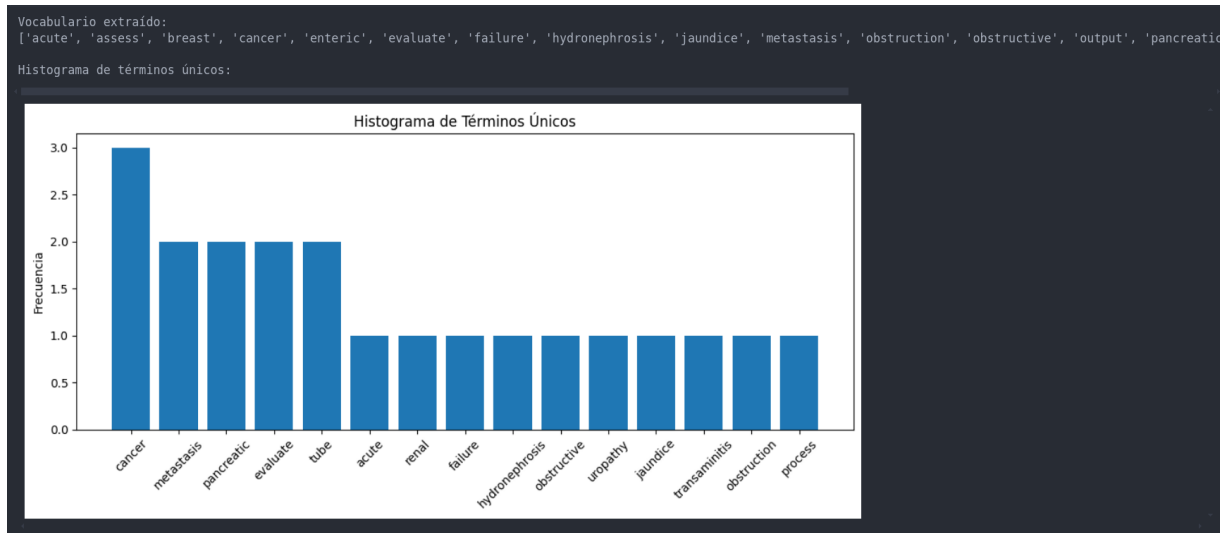 Vocabulario extraído:
['acute', 'assess', 'breast', 'cancer', 'enteric', 'evaluate', 'failure', 'hydronephrosis', 'jaundice', 'metastasis', 'obstruction', 'obstructive', 'output', 'pancreatic
Histograma de términos únicos:
Histograma de Términos Únicos
3.0
2.5
2.0
1.5
1.0
0.5
0.0
Frecuencia
cancer
metastasis
pancreatic
evaluate
tube
acute
renal
failure
hydronephrosis
obstructive
uropathy
jaundice
transaminitis
obstruction
process